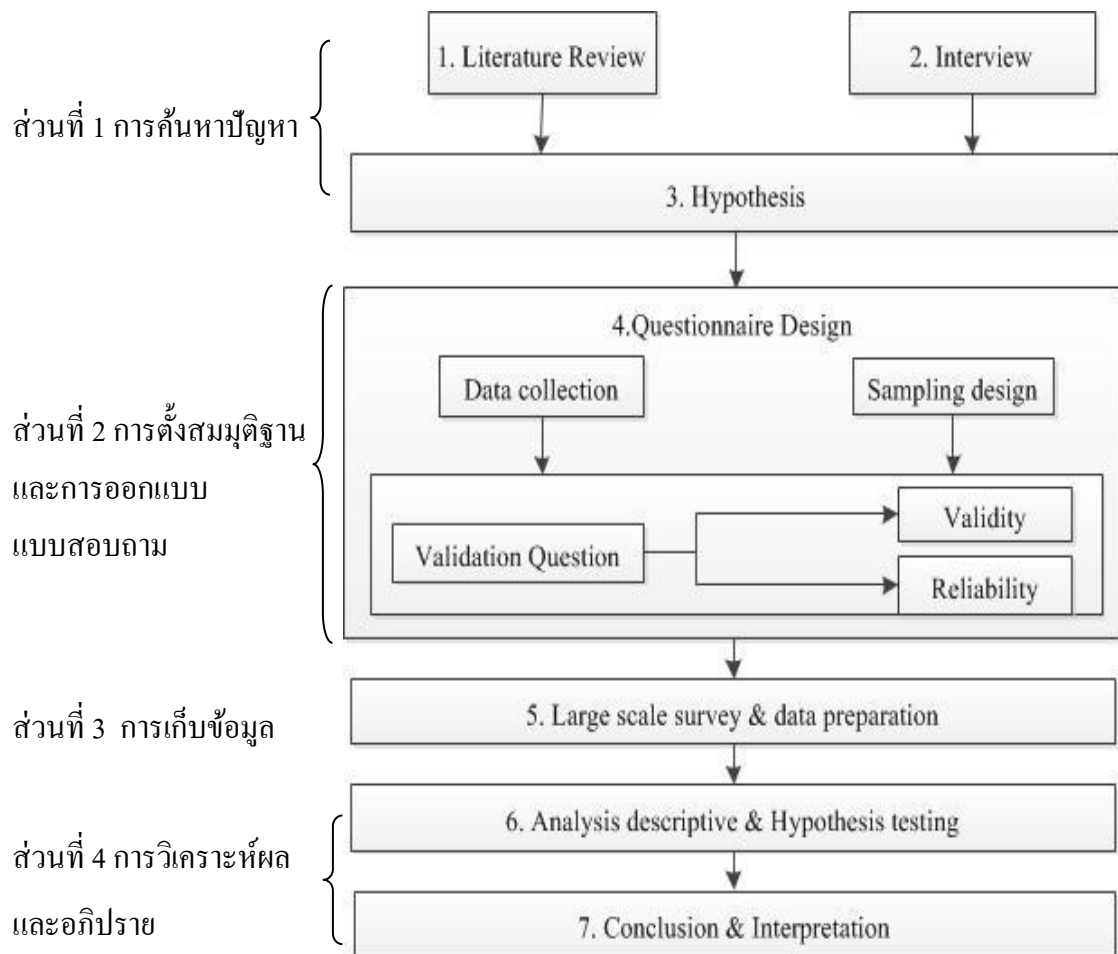 1. Literature Review
2. Interview
ส่วนที่ 1 การค้นหาปัญหา
3. Hypothesis
4.Questionnaire Design
Data collection
Sampling design
ส่วนที่ 2 การตั้งสมมุติฐาน
และการออกแบบ
แบบสอบถาม
Validation Question
Validity
Reliability
ส่วนที่ 3 การเก็บข้อมูล
5. Large scale survey & data preparation
6. Analysis descriptive & Hypothesis testing
ส่วนที่ 4 การวิเคราะห์ผล
และอภิปราย
7. Conclusion & Interpretation